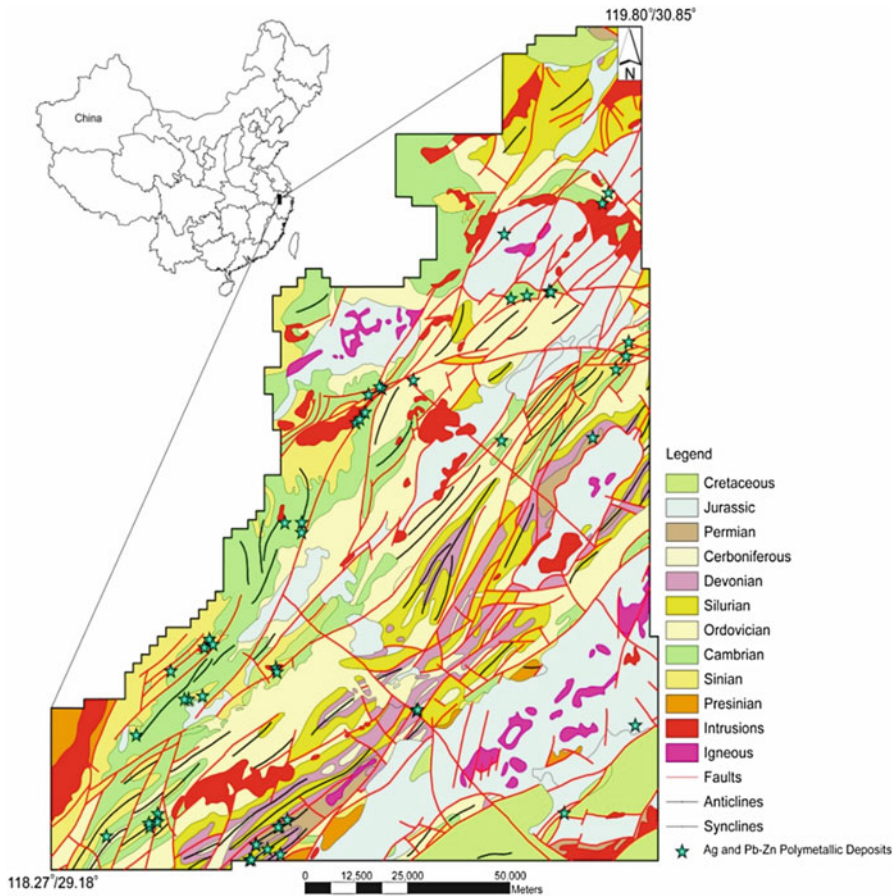 119.80°/30.85°
N
China
Legend
Cretaceous
Jurassic
Permian
Cerboniferous
Devonian
Silurian
Ordovician
Cambrian
Sinian
Presinian
Intrusions
Igneous
Faults
Anticlines
Synclines
Ag and Pb-Zn Polymetallic Deposits
118.27°/29.18°
0 12,500 25,000 50,000
Meters